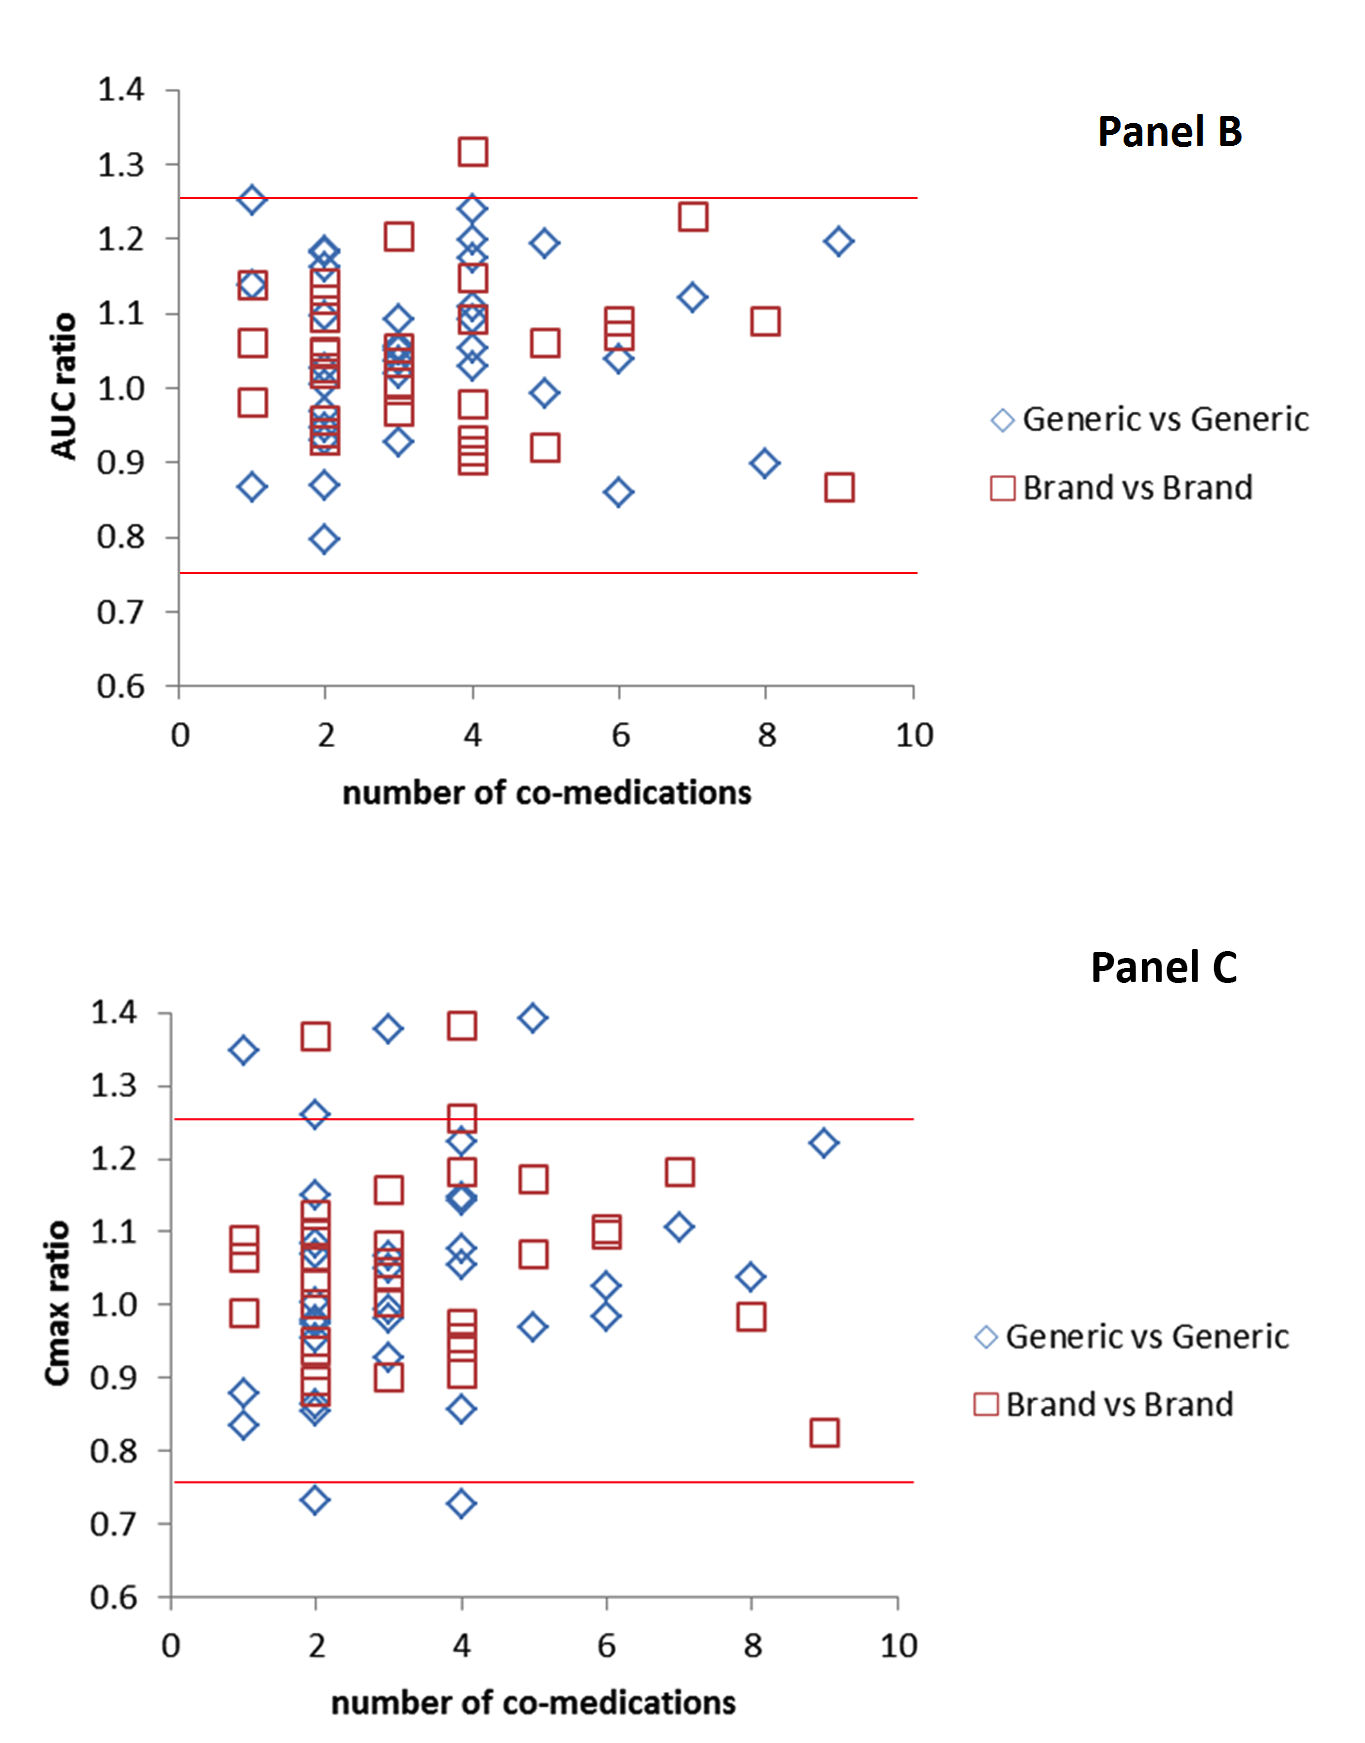 Panel B
1.4
1.3
1.2
1.1
1.0
0.9
0.8
0.7
0.6
AUC ratio
0 2 4 6 8 10
number of co-medications
Generic vs Generic
Brand vs Brand
Panel C
1.4
1.3
1.2
1.1
1.0
0.9
0.8
0.7
0.6
Cmax ratio
0 2 4 6 8 10
number of co-medications
Generic vs Generic
Brand vs Brand